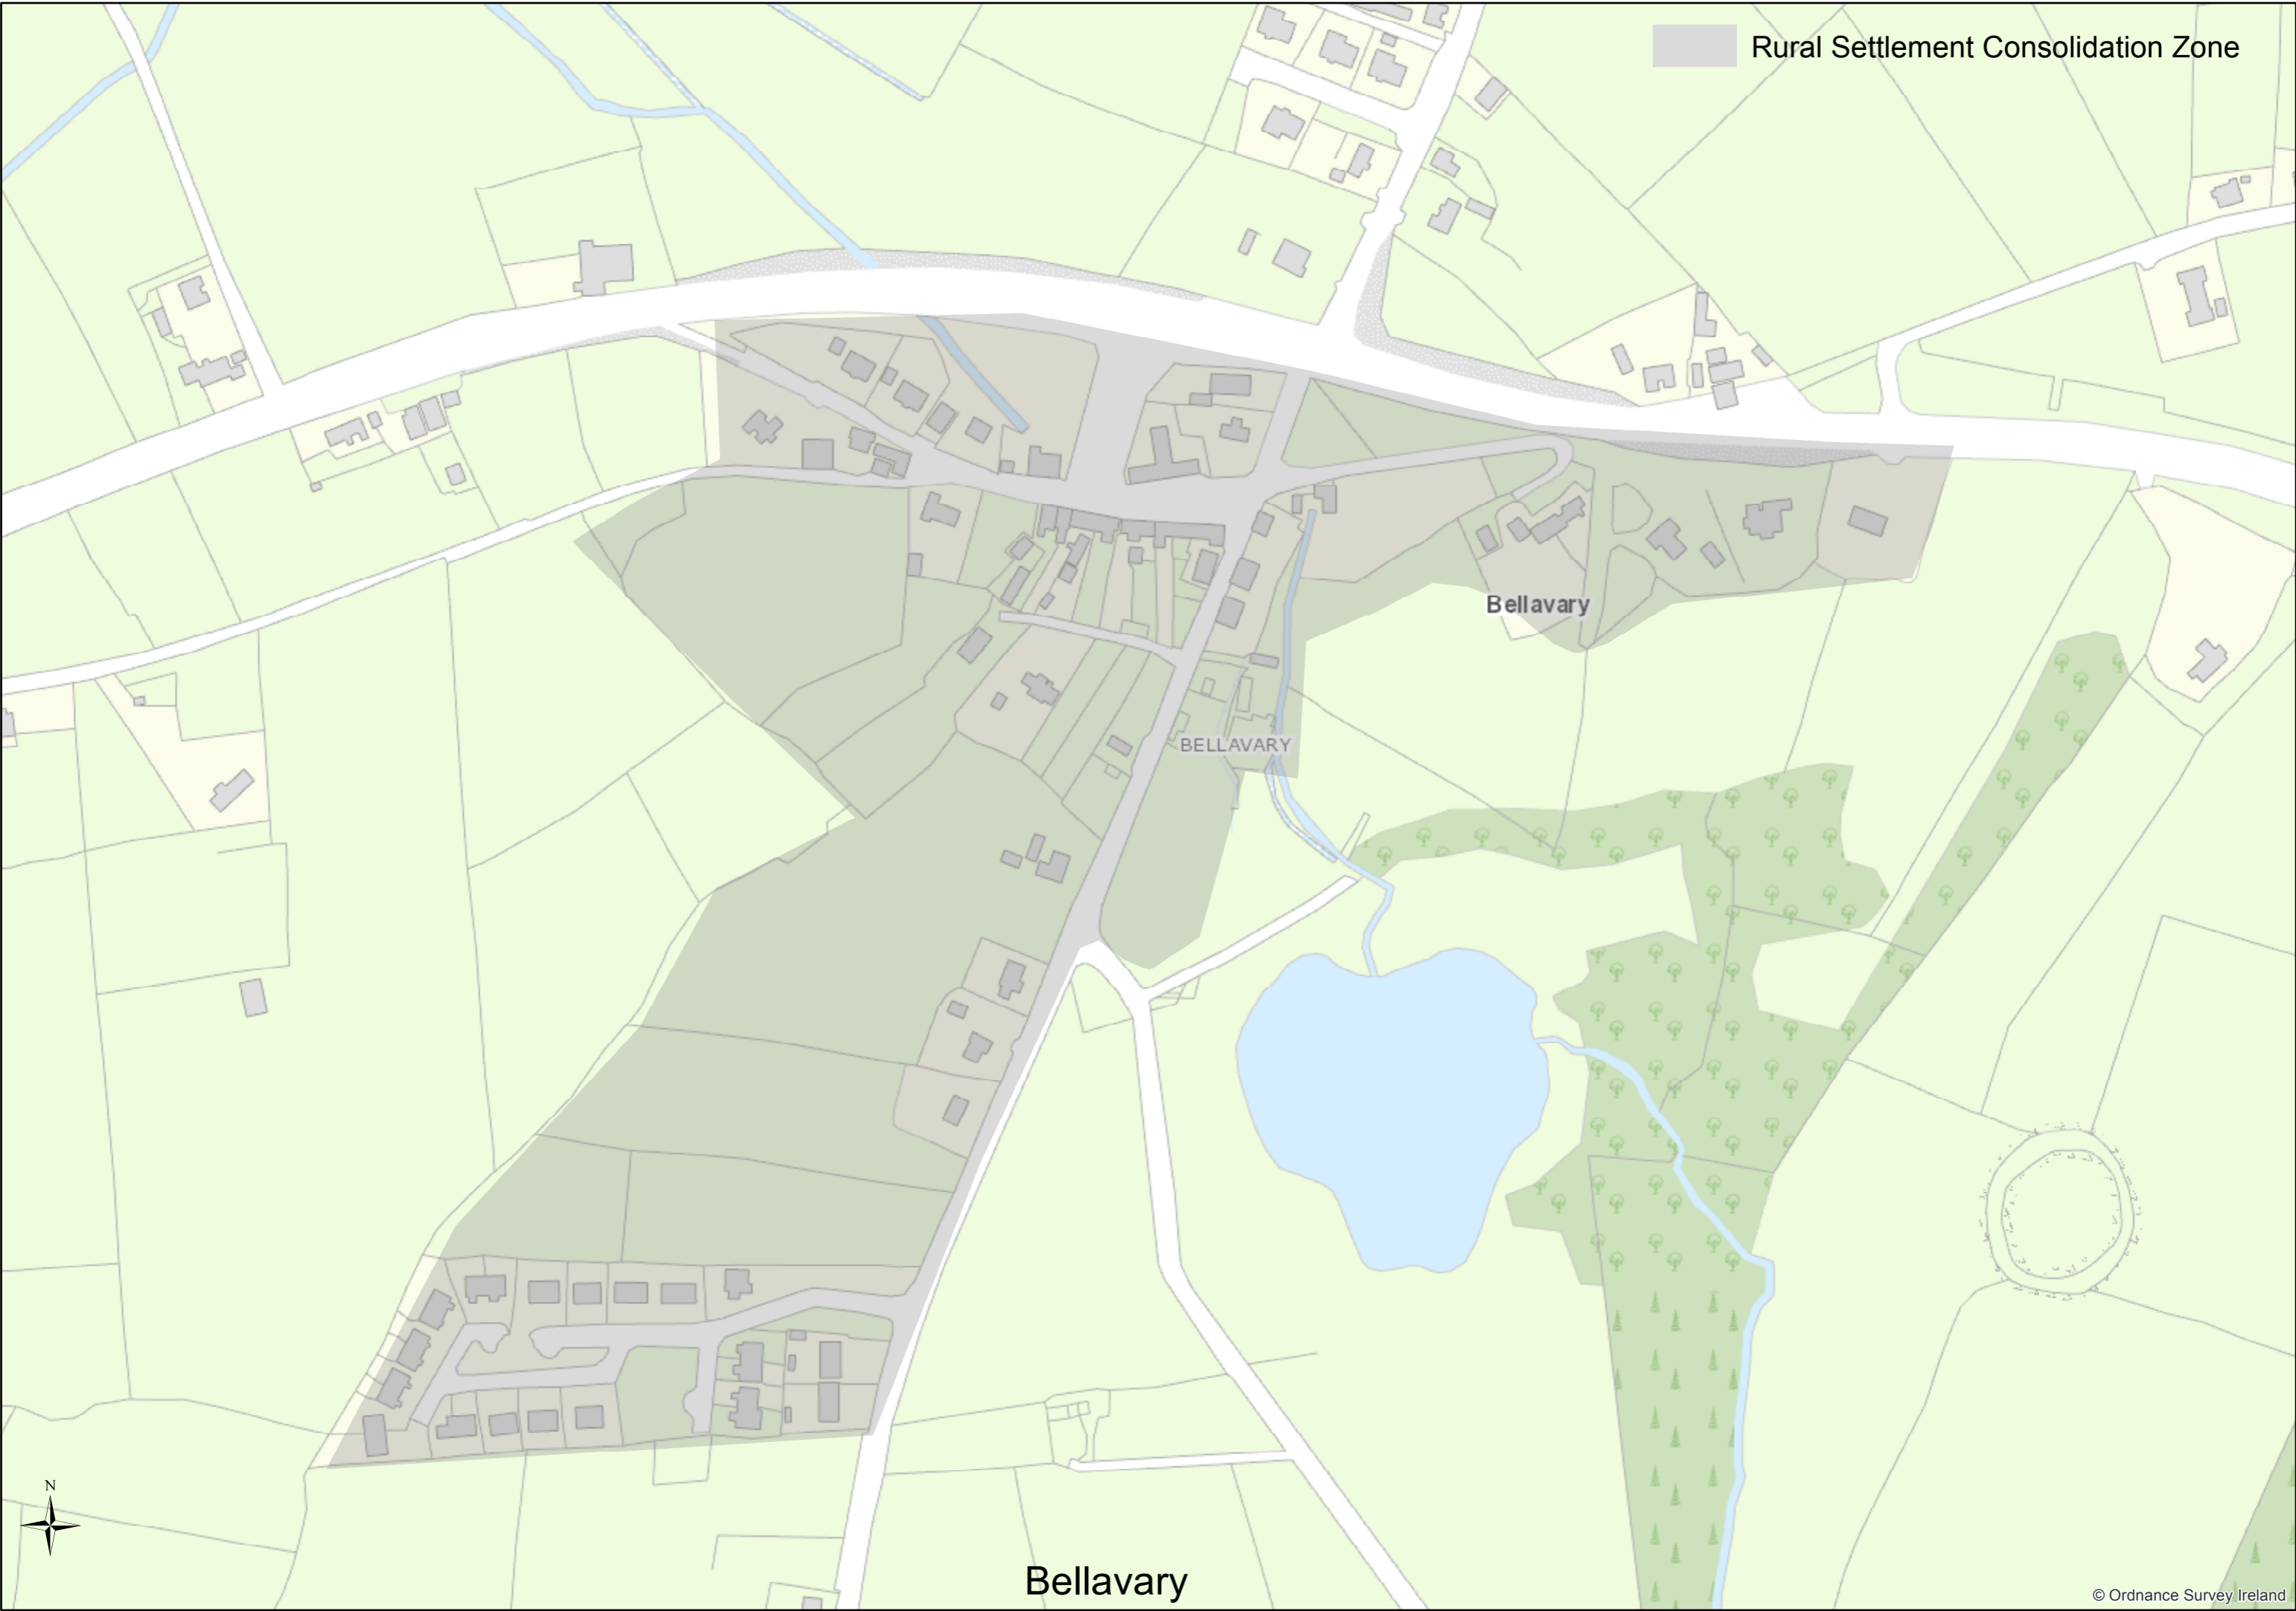 Rural Settlement Consolidation Zone
Bellavary
BELLAVARY
N
Bellavary
© Ordnance Survey Ireland